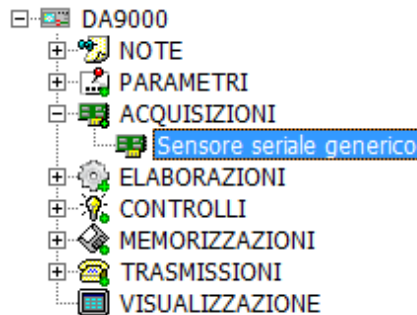 DA9000
NOTE
PARAMETRI
ACQUISIZIONI
Sensore seriale generico
ELABORAZIONI
CONTROLLI
MEMORIZZAZIONI
TRASMISSIONI
VISUALIZZAZIONE